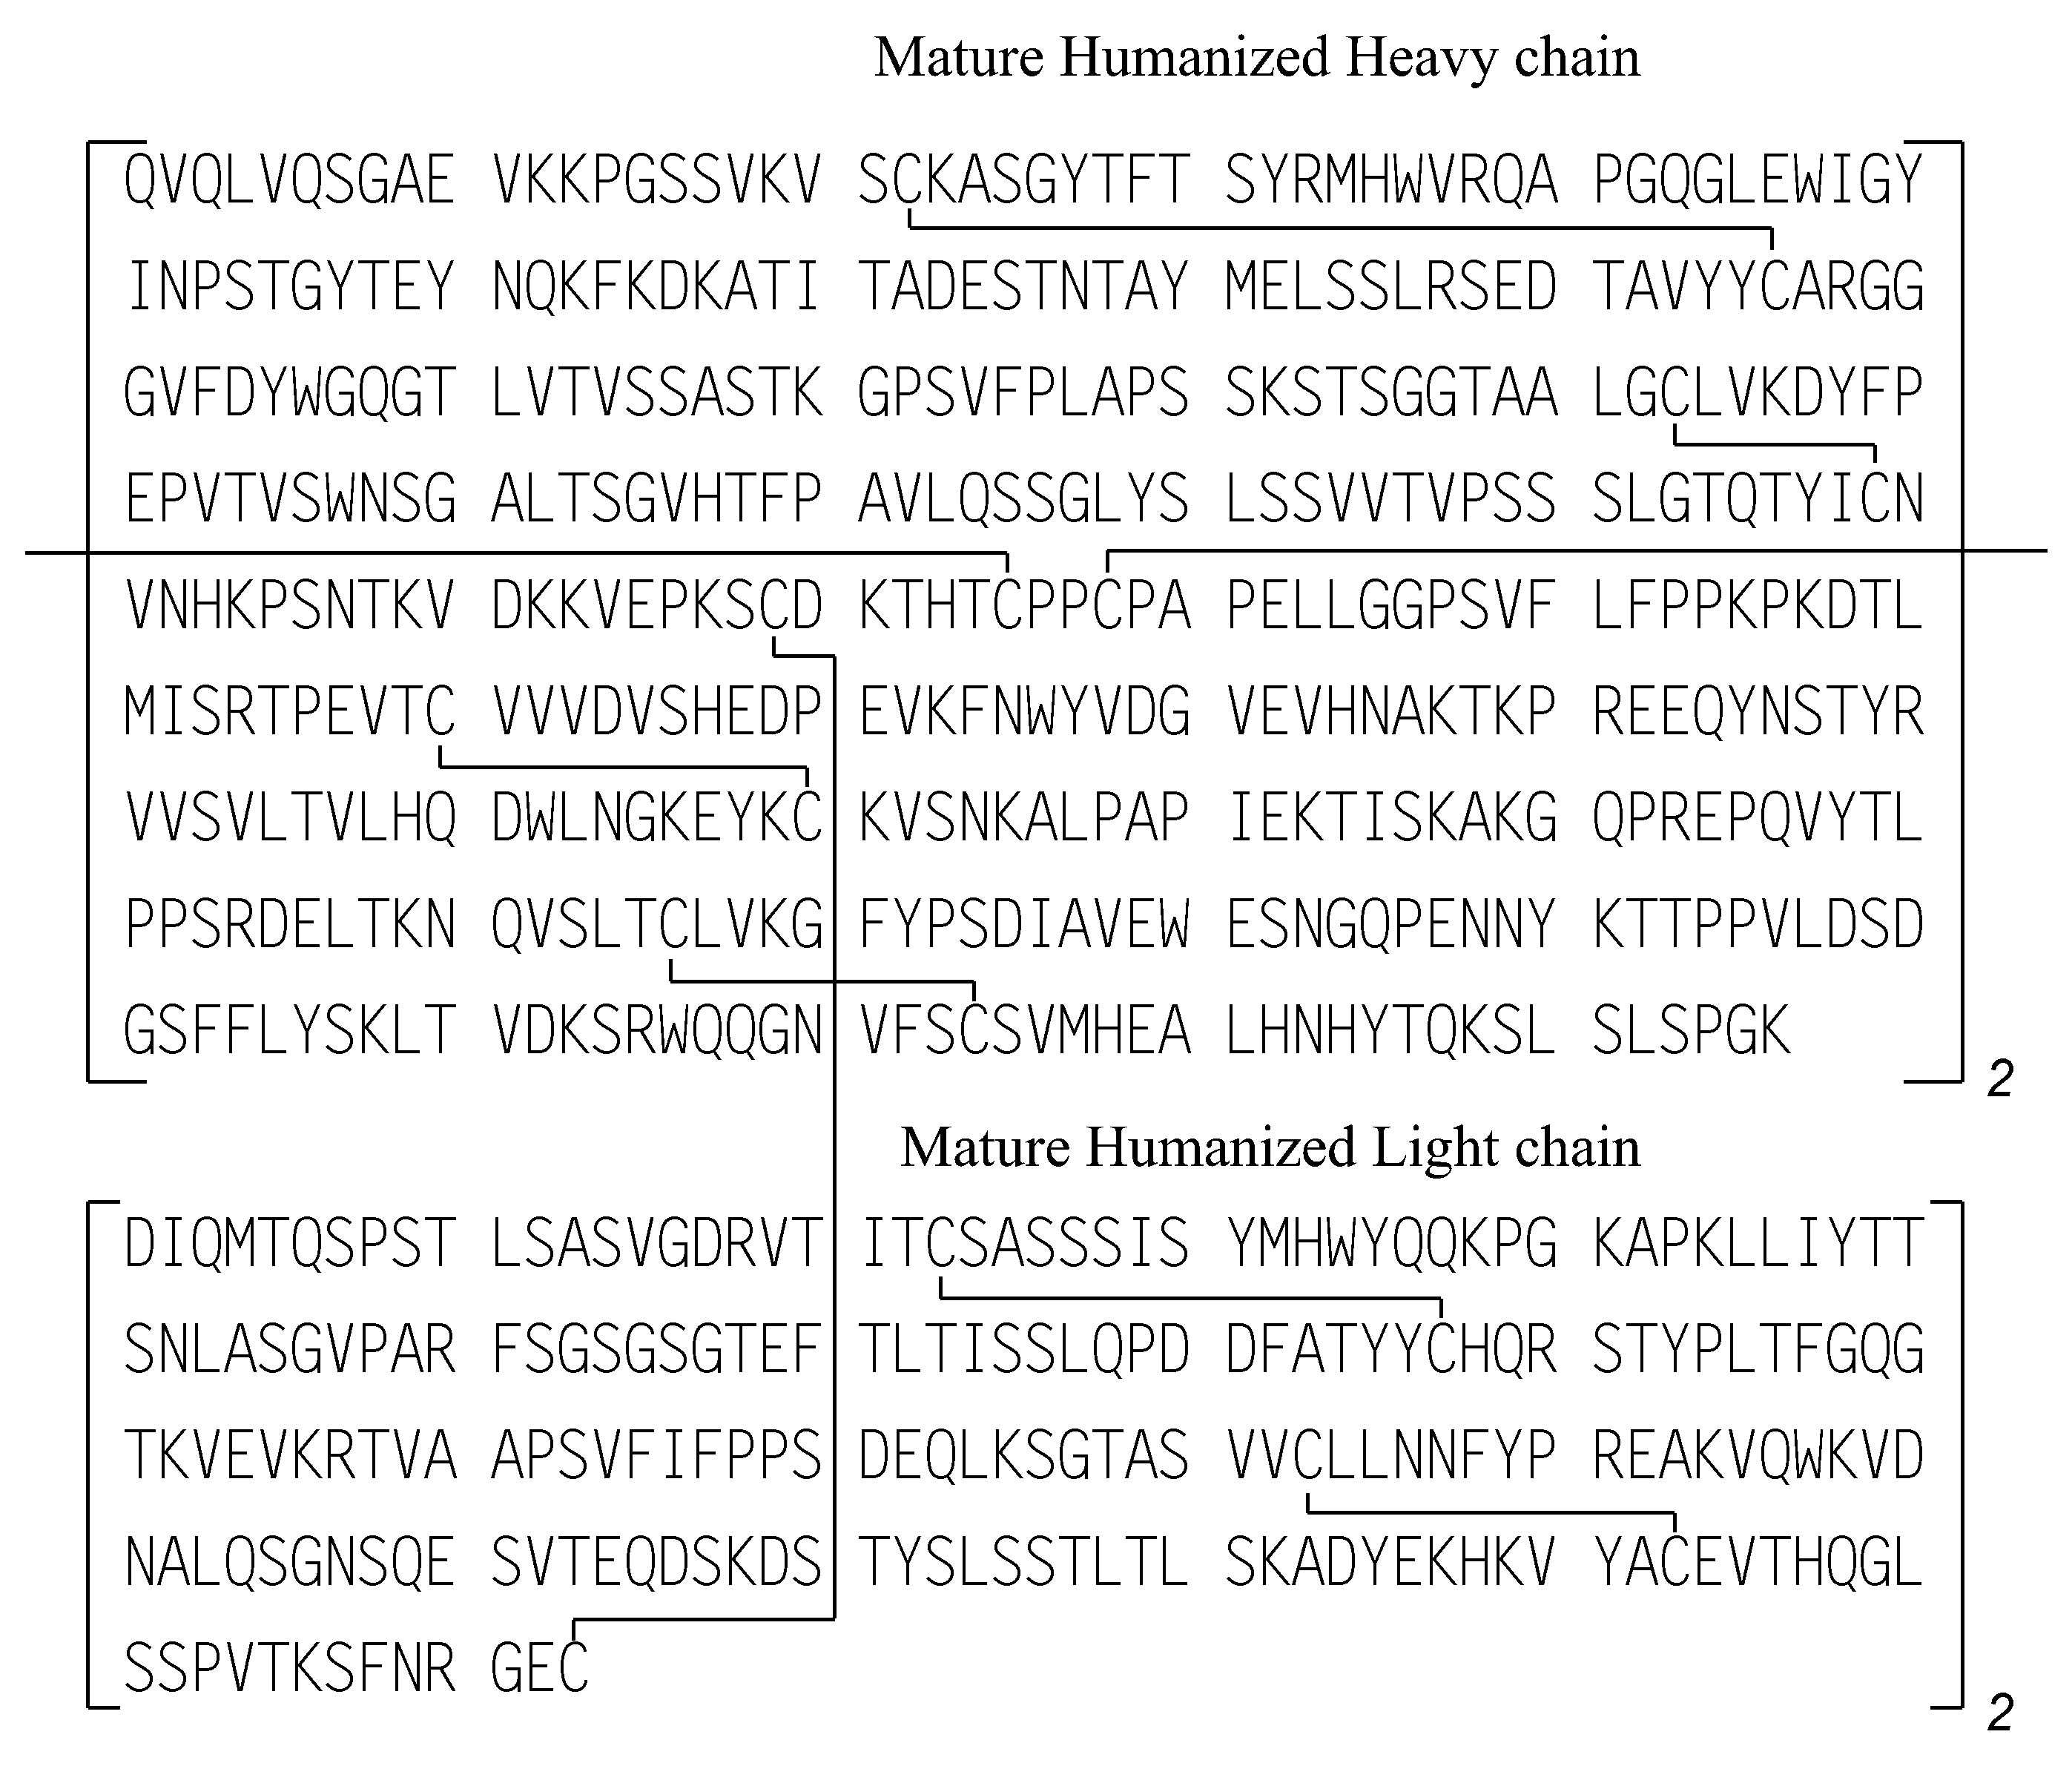 Mature Humanized Heavy chain
QVQLVQSGAE VKKPGSSVKV SCKASGYTFT SYRMHWVRQA PGQGLEWIGY
INPSTGYTEY NQKFKDKATI TADESTNTAY MELSSLRSED TAVYYCARGG
GVFDYWGQGT LVTVSSASTK GPSVFPLAPS SKSTSGGTAA LGCLVKDYFP
EPVTVSWNSG ALTSGVHTFP AVLQSSGLYS LSSVVTVPSS SLGTQTYICN
VNHKPSNTKV DKKVEPKSCD KTHTCPPCPA PELLGGPSVF LFPPKPKDTL
MISRTPEVTC VVVDVSHEDP EVKFNWYVDG VEVHNAKTKP REEQYNSTYR
VVSVLTVLHQ DWLNGKEYKC KVSNKALPAP IEKTISKAKG QPREPQVYTL
PPSRDELTKN QVSLTCLVKG FYPSDIAVEW ESNGQPENNY KTTPPVLDSD
GSFFLYSKLT VDKSRWQQGN VFSCSVMHEA LHNHYTQKSL SLSPGK
2
Mature Humanized Light chain
DIQMTQSPST LSASVGDRVT ITCSASSSIS YMHWYQQKPG KAPKLLIYTT
SNLASGVPAR FSGSGSGTEF TLTISSLQPD DFATYYCHQR STYPLTFGQG
TKVEVKRTVA APSVFIFPPS DEQLKSGTAS VVCLLNNFYP REAKVQWKVD
NALQSGNSQE SVTEQDSKDS TYSLSSTLTL SKADYEKHKV YACEVTHQGL
SSPVTKSFNR GEC
2